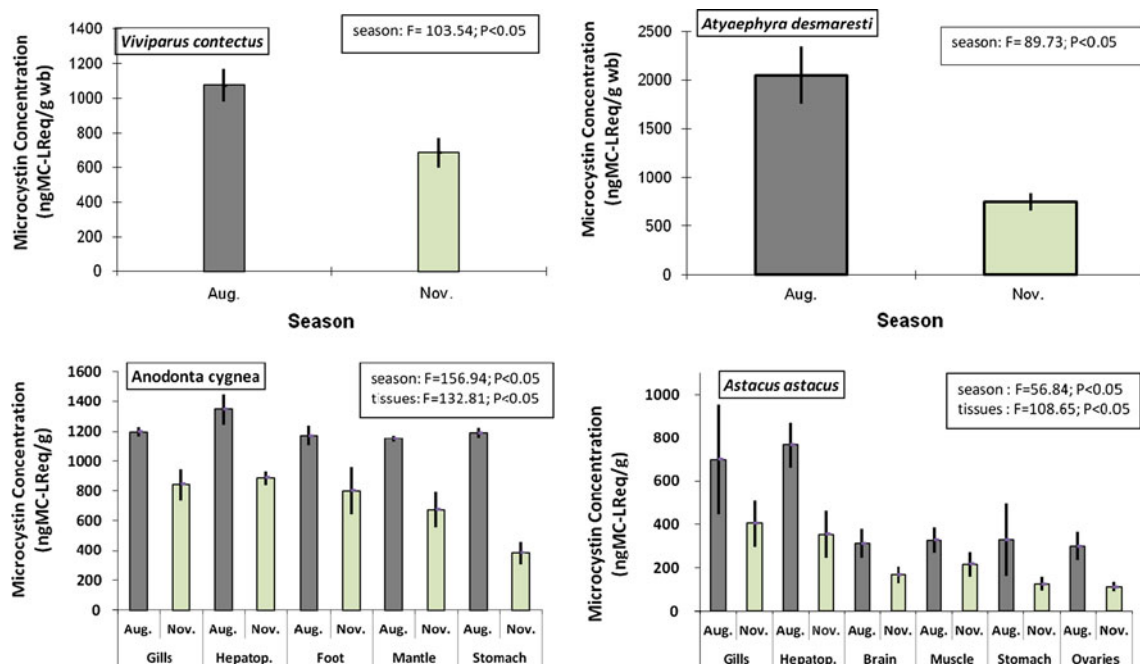 Microcystin Concentration
(ngMC-LReq/g wb)
1400
1200
1000
800
600
400
200
0
Viviparus contectus
season: F= 103.54; P<0.05
Aug.
Nov.
Season
Microcystin Concentration
(ngMC-LReq/g wb)
2500
2000
1500
1000
500
0
Atyaephyra desmaresti
season: F= 89.73; P<0.05
Aug.
Nov.
Season
Microcystin Concentration
(ngMC-LReq/g)
1600
1400
1200
1000
800
600
400
200
0
Anodonta cygnea
season: F=156.94; P<0.05
tissues: F=132.81; P<0.05
Aug. Nov. Aug. Nov. Aug. Nov. Aug. Nov. Aug. Nov.
Gills Hepatop. Foot Mantle Stomach
Microcystin Concentration
(ngMC-LReq/g)
1000
800
600
400
200
0
Astacus astacus
season : F=56.84; P<0.05
tissues : F=108.65; P<0.05
Aug. Nov. Aug. Nov. Aug. Nov. Aug. Nov. Aug. Nov. Aug. Nov.
Gills Hepatop. Brain Muscle Stomach Ovaries